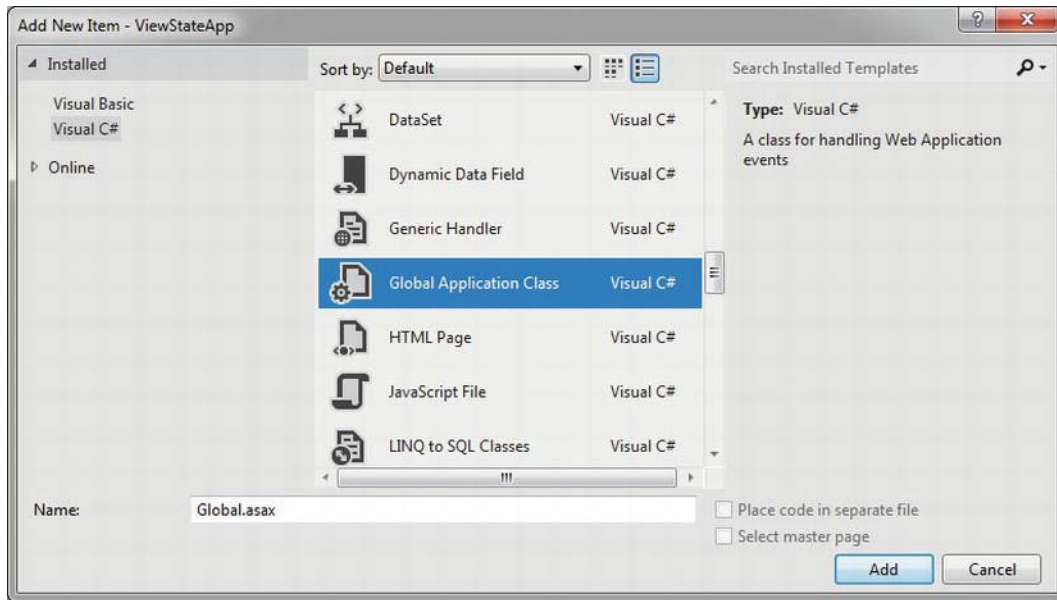 Add New Item - ViewStateApp
Installed
Visual Basic
Visual C#
Online
Sort by: Default
DataSet Visual C#
Dynamic Data Field Visual C#
Generic Handler Visual C#
Global Application Class Visual C#
HTML Page Visual C#
JavaScript File Visual C#
LINQ to SQL Classes Visual C#
Search Installed Templates
Type: Visual C#
A class for handling Web Application
events
Name: Global.asax
Place code in separate file
Select master page
Add Cancel